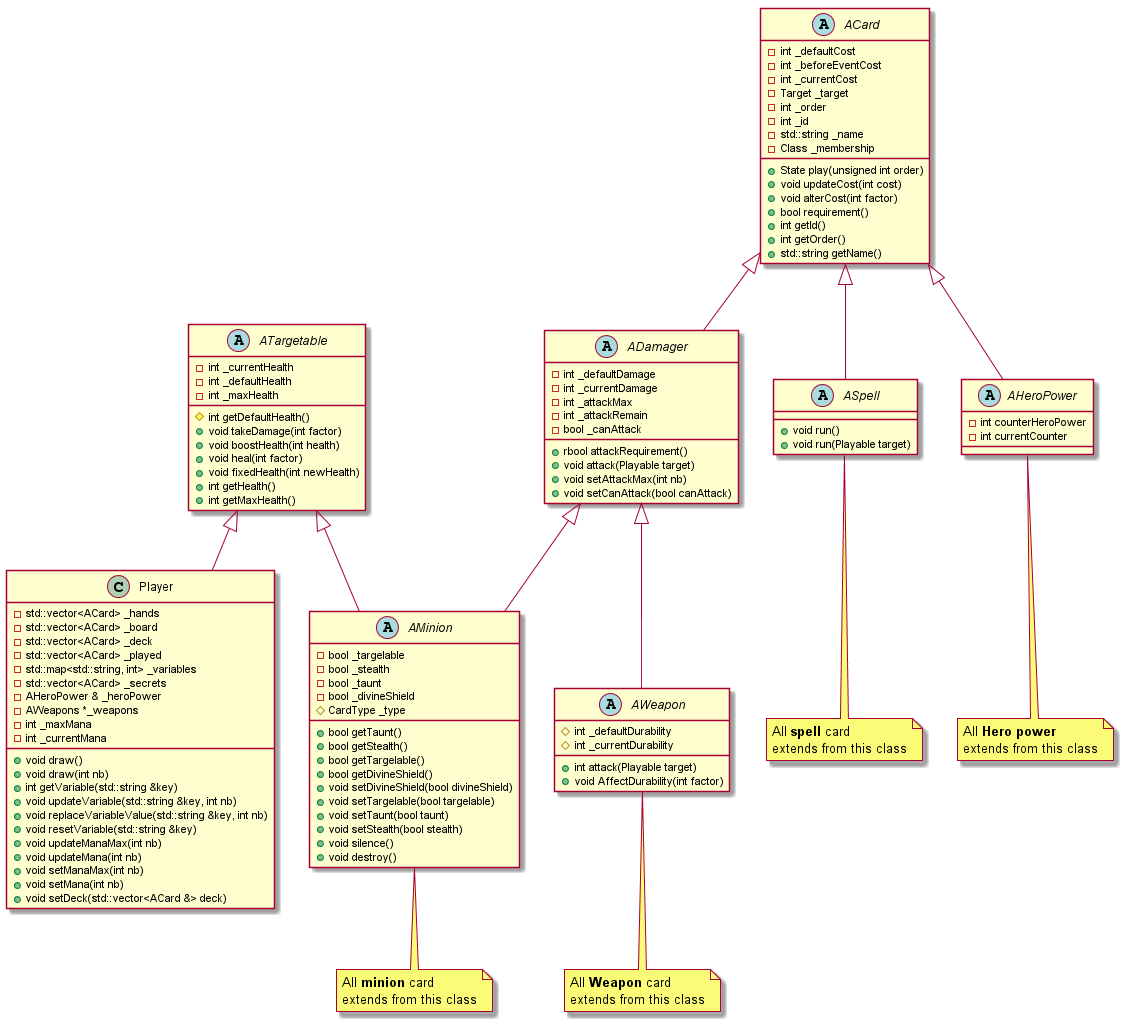 A ACard
int _defaultCost
int _beforeEventCost
int _currentCost
Target _target
int _order
int _id
std::string _name
Class _membership
State play(unsigned int order)
void updateCost(int cost)
void alterCost(int factor)
bool requirement()
int getId()
int getOrder()
std::string getName()
A ATargetable
int _currentHealth
int _defaultHealth
int _maxHealth
int getDefaultHealth()
void takeDamage(int factor)
void boostHealth(int health)
void heal(int factor)
void fixedHealth(int newHealth)
int getHealth()
int getMaxHealth()
A ADamager
int _defaultDamage
int _currentDamage
int _attackMax
int _attackRemain
bool _canAttack
rbool attackRequirement()
void attack(Playable target)
void setAttackMax(int nb)
void setCanAttack(bool canAttack)
A ASpell
void run()
void run(Playable target)
A AHeroPower
int counterHeroPower
int currentCounter
C Player
std::vector<ACard> _hands
std::vector<ACard> _board
std::vector<ACard> _deck
std::vector<ACard> _played
std::map<std::string, int> _variables
std::vector<ACard> _secrets
AHeroPower & _heroPower
AWeapons *_weapons
int _maxMana
int _currentMana
void draw()
void draw(int nb)
int getVariable(std::string &key)
void updateVariable(std::string &key, int nb)
void replaceVariableValue(std::string &key, int nb)
void resetVariable(std::string &key)
void updateManaMax(int nb)
void updateMana(int nb)
void setManaMax(int nb)
void setMana(int nb)
void setDeck(std::vector<ACard &> deck)
A AMinion
bool _targelable
bool _stealth
bool _taunt
bool _divineShield
CardType _type
bool getTaunt()
bool getStealth()
bool getTargelable()
bool getDivineShield()
void setDivineShield(bool divineShield)
void setTargelable(bool targelable)
void setTaunt(bool taunt)
void setStealth(bool stealth)
void silence()
void destroy()
A AWeapon
int _defaultDurability
int _currentDurability
int attack(Playable target)
void AffectDurability(int factor)
All spell card
extends from this class
All Hero power
extends from this class
All minion card
extends from this class
All Weapon card
extends from this class